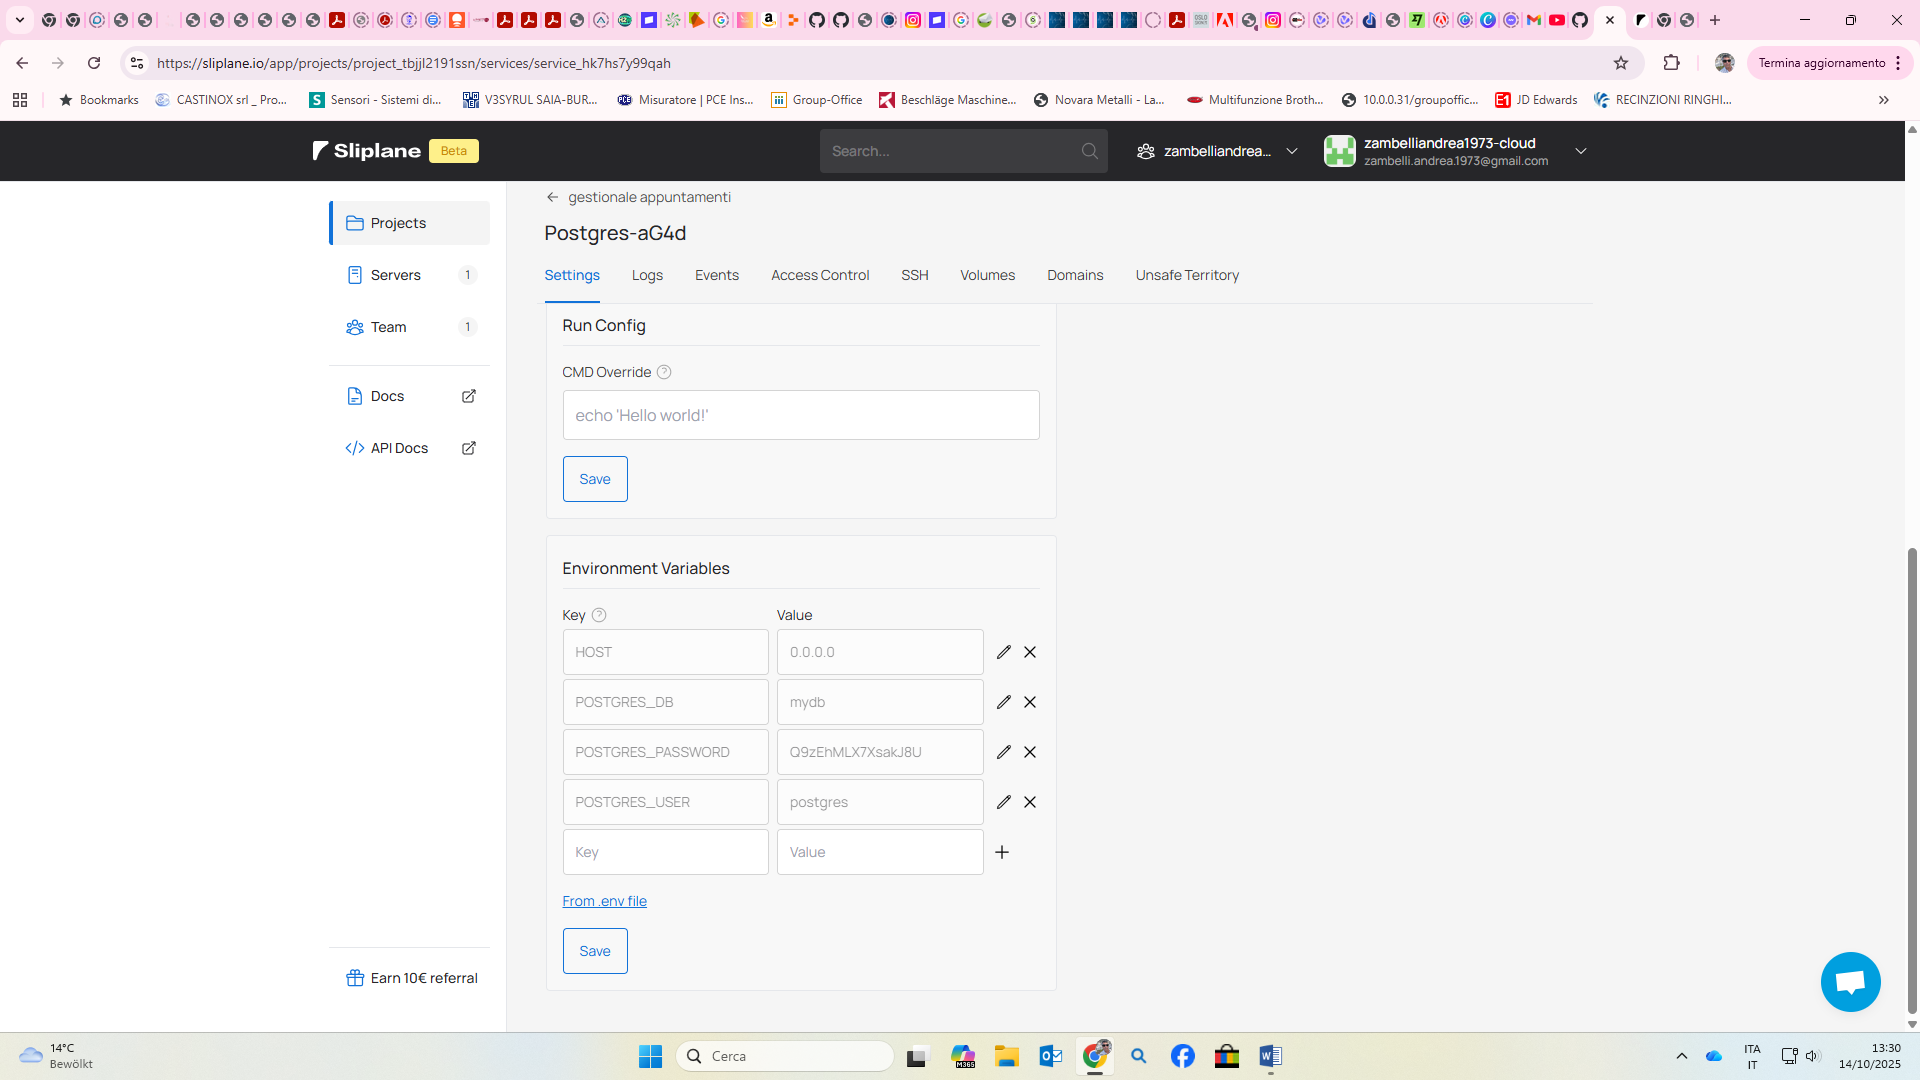 https://sliplane.io/app/projects/project_tbjjl2191ssn/services/service_hk7hs7y99qah
Termina aggiornamento
Bookmarks
CASTINOX srl _ Pro...
Sensori - Sistemi di...
V3SYRUL SAIA-BUR...
Misuratore | PCE Ins...
Group-Office
Beschläge Maschine...
Novara Metalli - La...
Multifunzione Broth...
10.0.0.31/groupoffic...
JD Edwards
RECINZIONI RINGHI...
Sliplane
Beta
Search...
zambelliandrea...
zambelliandrea1973-cloud
zambelli.andrea.1973@gmail.com
Projects
Servers 1
Team 1
Docs
API Docs
Earn 10€ referral
gestionale appuntamenti
Postgres-aG4d
Settings Logs Events Access Control SSH Volumes Domains Unsafe Territory
Run Config
CMD Override
echo 'Hello world!'
Save
Environment Variables
Key Value
HOST 0.0.0.0
POSTGRES_DB mydb
POSTGRES_PASSWORD Q9zEhMLX7XsakJ8U
POSTGRES_USER postgres
Key Value
From .env file
Save
14°C
Bewölkt
Cerca
ITA
IT
13:30
14/10/2025